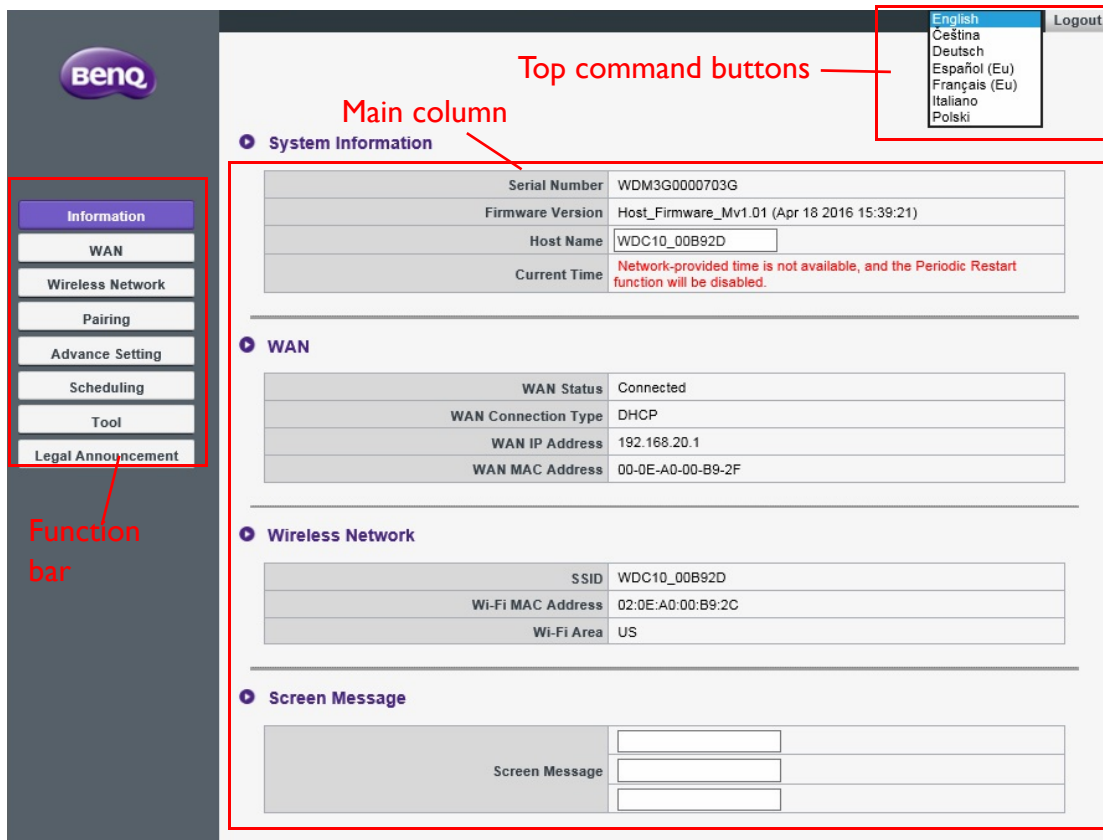 English
Logout
Čeština
Deutsch
Español (Eu)
Français (Eu)
Italiano
Polski
BenQ
Top command buttons
Main column
System Information
Serial Number WDM3G0000703G
Firmware Version Host_Firmware_Mv1.01 (Apr 18 2016 15:39:21)
Host Name WDC10_00B92D
Current Time Network-provided time is not available, and the Periodic Restart
function will be disabled.
Information
WAN
Wireless Network
Pairing
Advance Setting
Scheduling
Tool
Legal Announcement
Function
bar
WAN
WAN Status Connected
WAN Connection Type DHCP
WAN IP Address 192.168.20.1
WAN MAC Address 00-0E-A0-00-B9-2F
Wireless Network
SSID WDC10_00B92D
Wi-Fi MAC Address 02:0E:A0:00:B9:2C
Wi-Fi Area US
Screen Message
Screen Message